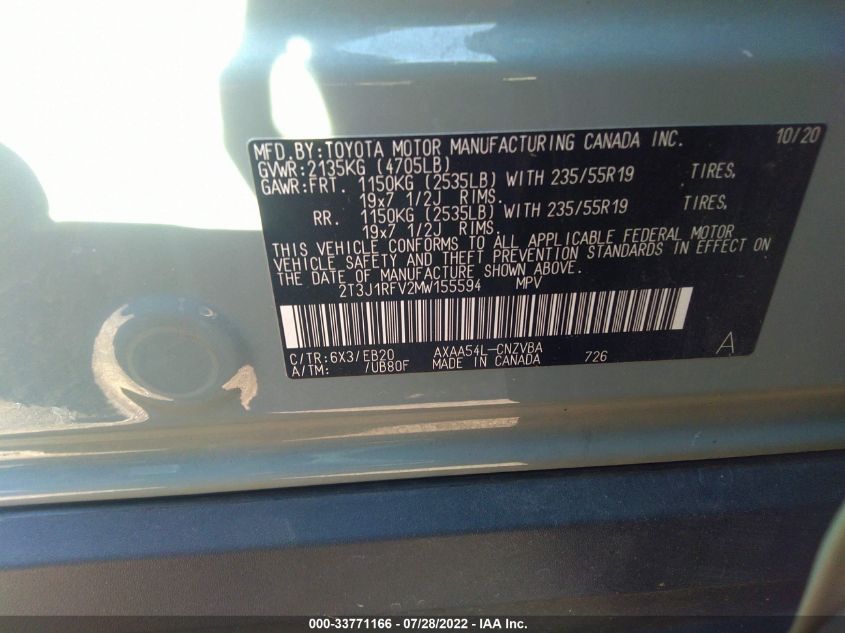 MFD.BY:TOYOTA MOTOR MANUFACTURING CANADA INC. 10/20
GVWR:2135KG (4705LB)
GAWR:FRT. 1150KG (2535LB) WITH 235/55R19 TIRES,
19x7 1/2J RIMS.
RR. 1150KG (2535LB) WITH 235/55R19 TIRES,
19x7 1/2J RIMS.
THIS VEHICLE CONFORMS TO ALL APPLICABLE FEDERAL MOTOR
VEHICLE SAFETY AND THEFT PREVENTION STANDARDS IN EFFECT ON
THE DATE OF MANUFACTURE SHOWN ABOVE.
2T3J1RFV2MW155594 MPV
C/TR:6X3/EB20 AXAA54L-CNZVBA A
A/TM: /UB80F MADE IN CANADA 726
000-33771166 / 07/28/2022 - IAA Inc.